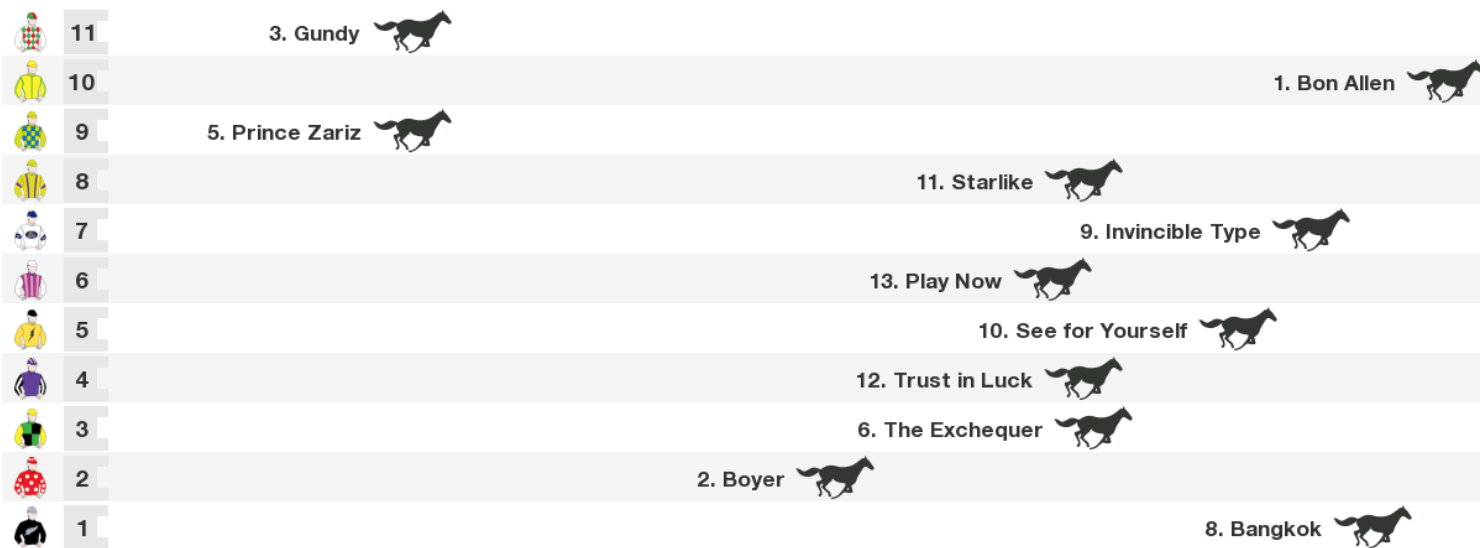 11 3. Gundy
10 1. Bon Allen
9 5. Prince Zariz
8 11. Starlike
7 9. Invincible Type
6 13. Play Now
5 10. See for Yourself
4 12. Trust in Luck
3 6. The Exchequer
2 2. Boyer
1 8. Bangkok